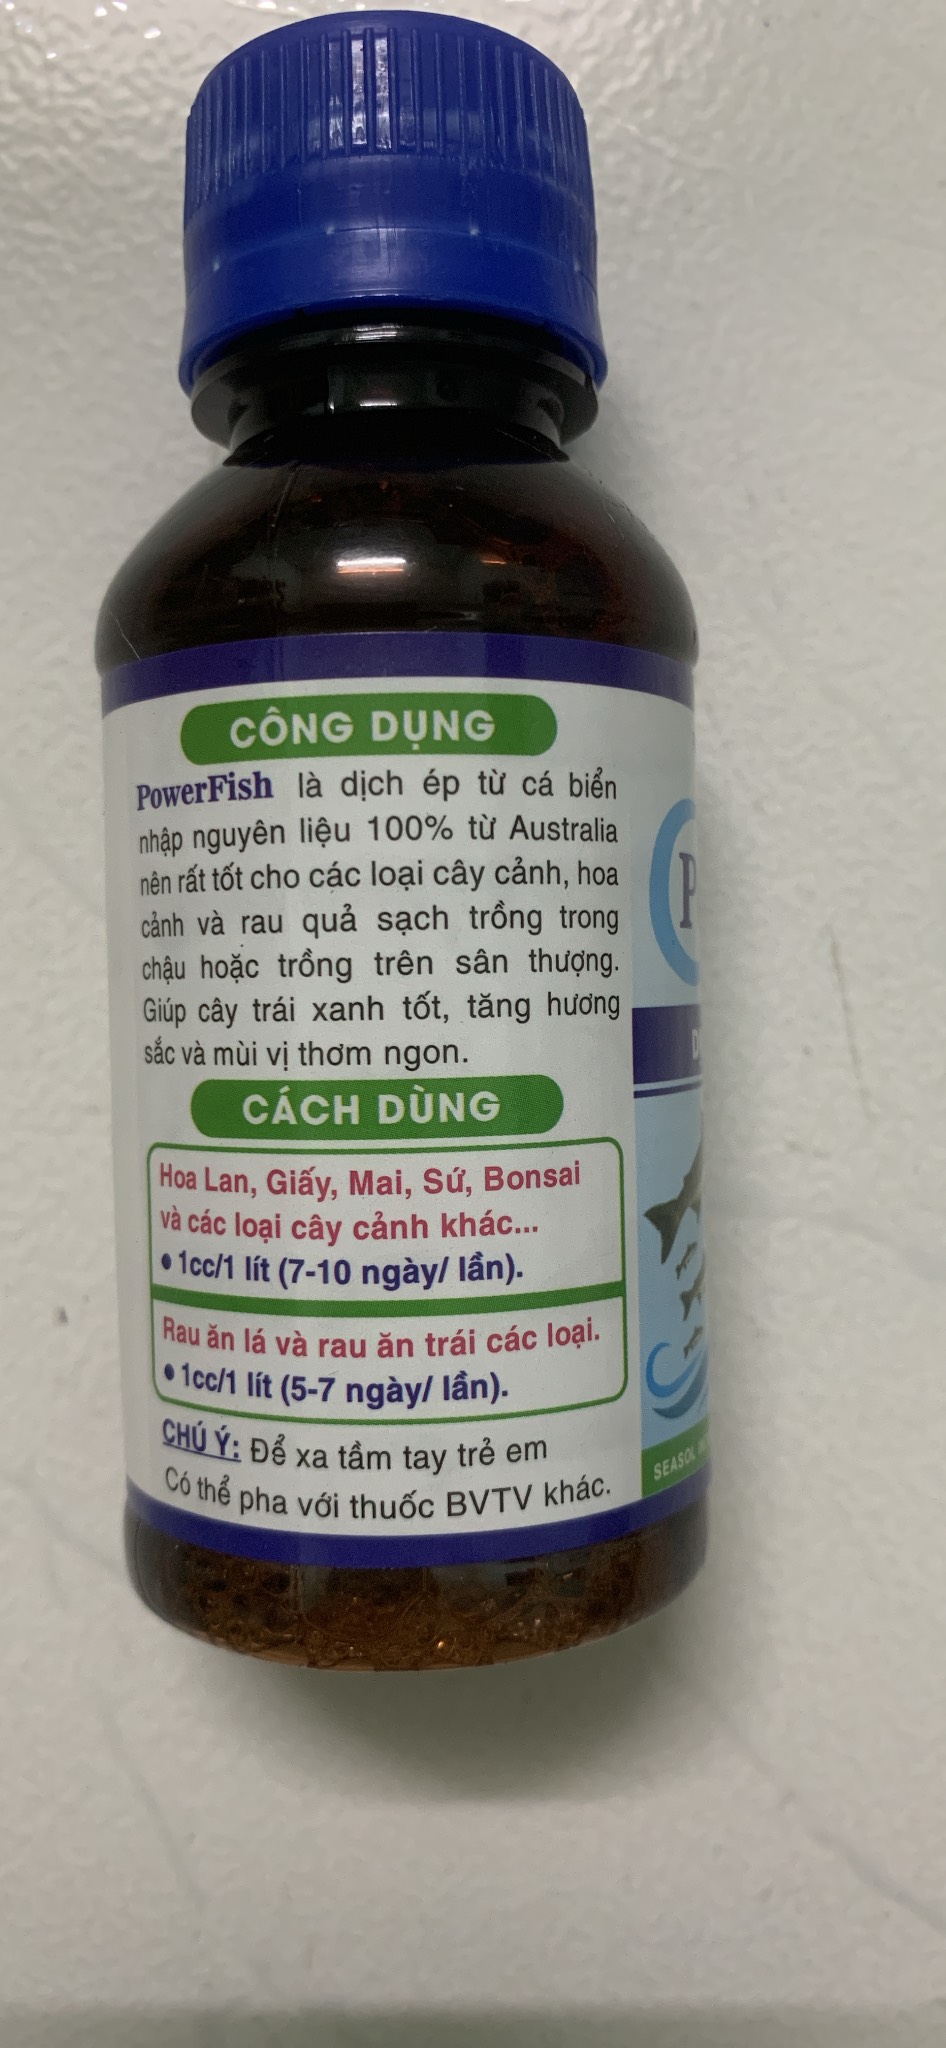 CÔNG DỤNG
PowerFish là dịch ép từ cá biển
nhập nguyên liệu 100% từ Australia
nên rất tốt cho các loại cây cảnh, hoa
cảnh và rau quả sạch trồng trong
chậu hoặc trồng trên sân thượng.
Giúp cây trái xanh tốt, tăng hương
sắc và mùi vị thơm ngon.
CÁCH DÙNG
Hoa Lan, Giấy, Mai, Sứ, Bonsai
và các loại cây cảnh khác...
• 1cc/1 lít (7-10 ngày/ lần).
Rau ăn lá và rau ăn trái các loại.
• 1cc/1 lít (5-7 ngày/ lần).
CHÚ Ý: Để xa tầm tay trẻ em
Có thể pha với thuốc BVTV khác.
P
D
SEASOL